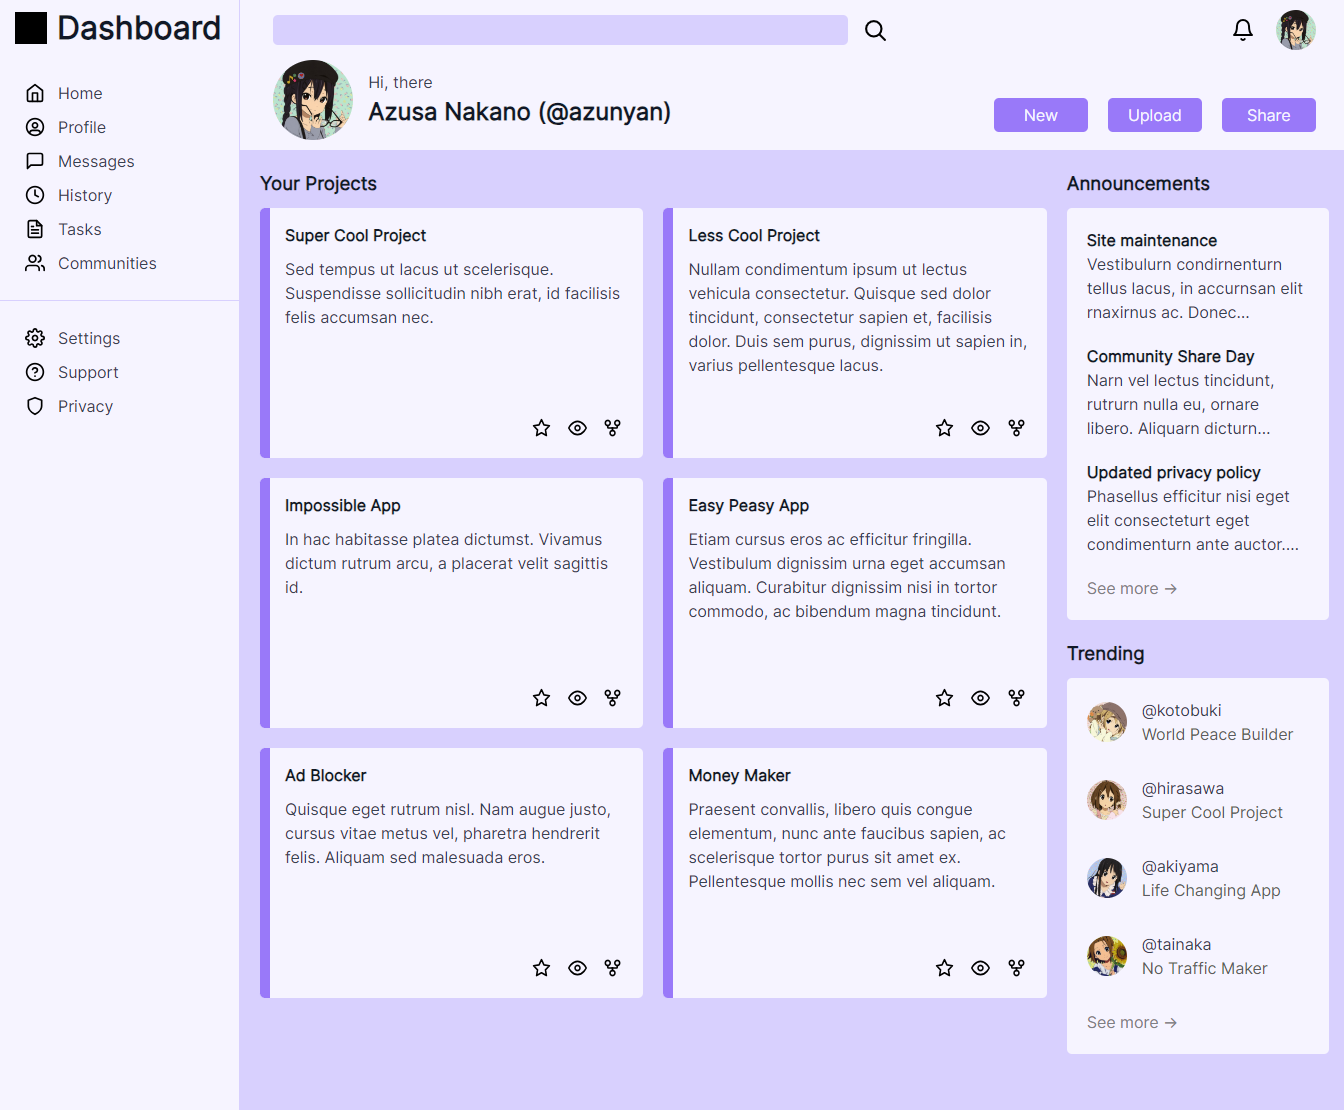 Dashboard
Home
Profile
Messages
History
Tasks
Communities
Settings
Support
Privacy
Hi, there
Azusa Nakano (@azunyan)
New
Upload
Share
Your Projects
Super Cool Project
Sed tempus ut lacus ut scelerisque.
Suspendisse sollicitudin nibh erat, id facilisis
felis accumsan nec.
Less Cool Project
Nullam condimentum ipsum ut lectus
vehicula consectetur. Quisque sed dolor
tincidunt, consectetur sapien et, facilisis
dolor. Duis sem purus, dignissim ut sapien in,
varius pellentesque lacus.
Impossible App
In hac habitasse platea dictumst. Vivamus
dictum rutrum arcu, a placerat velit sagittis
id.
Easy Peasy App
Etiam cursus eros ac efficitur fringilla.
Vestibulum dignissim urna eget accumsan
aliquam. Curabitur dignissim nisi in tortor
commodo, ac bibendum magna tincidunt.
Ad Blocker
Quisque eget rutrum nisl. Nam augue justo,
cursus vitae metus vel, pharetra hendrerit
felis. Aliquam sed malesuada eros.
Money Maker
Praesent convallis, libero quis congue
elementum, nunc ante faucibus sapien, ac
scelerisque tortor purus sit amet ex.
Pellentesque mollis nec sem vel aliquam.
Announcements
Site maintenance
Vestibulurn condirnenturn
tellus lacus, in accurnsan elit
rnaxirnus ac. Donec...
Community Share Day
Narn vel lectus tincidunt,
rutrurn nulla eu, ornare
libero. Aliquarn dicturn...
Updated privacy policy
Phasellus efficitur nisi eget
elit consecteturt eget
condimenturn ante auctor....
See more →
Trending
@kotobuki
World Peace Builder
@hirasawa
Super Cool Project
@akiyama
Life Changing App
@tainaka
No Traffic Maker
See more →